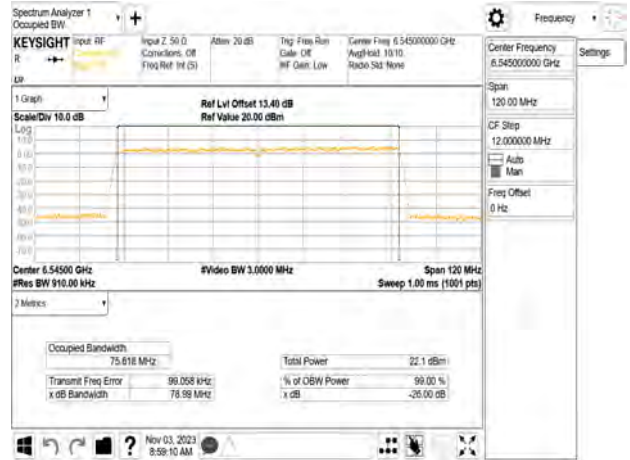 Spectrum Analyzer 1
Occupied BW
+
Frequency
KEYSIGHT
Input: RF
Input Z: 50 Ω
Atten: 20 dB
Trig: Free Run
Center Freq: 6.545000000 GHz
R
Corrections: Off
Gate: Off
Avg|Hold: 10/10
Freq Ref: Int (S)
#IF Gain: Low
Radio Std: None
Center Frequency
6.545000000 GHz
Settings
Span
120.00 MHz
CF Step
12.000000 MHz
Auto
Man
Freq Offset
0 Hz
1 Graph
Ref Lvl Offset 13.40 dB
Scale/Div 10.0 dB
Ref Value 20.00 dBm
Log
Center 6.54500 GHz
#Video BW 3.0000 MHz
Span 120 MHz
#Res BW 910.00 kHz
Sweep 1.00 ms (1001 pts)
2 Metrics
Occupied Bandwidth
75.618 MHz
Total Power
22.1 dBm
Transmit Freq Error
99.058 kHz
% of OBW Power
99.00 %
x dB Bandwidth
78.99 MHz
x dB
-26.00 dB
?
Nov 03, 2023
8:59:10 AM